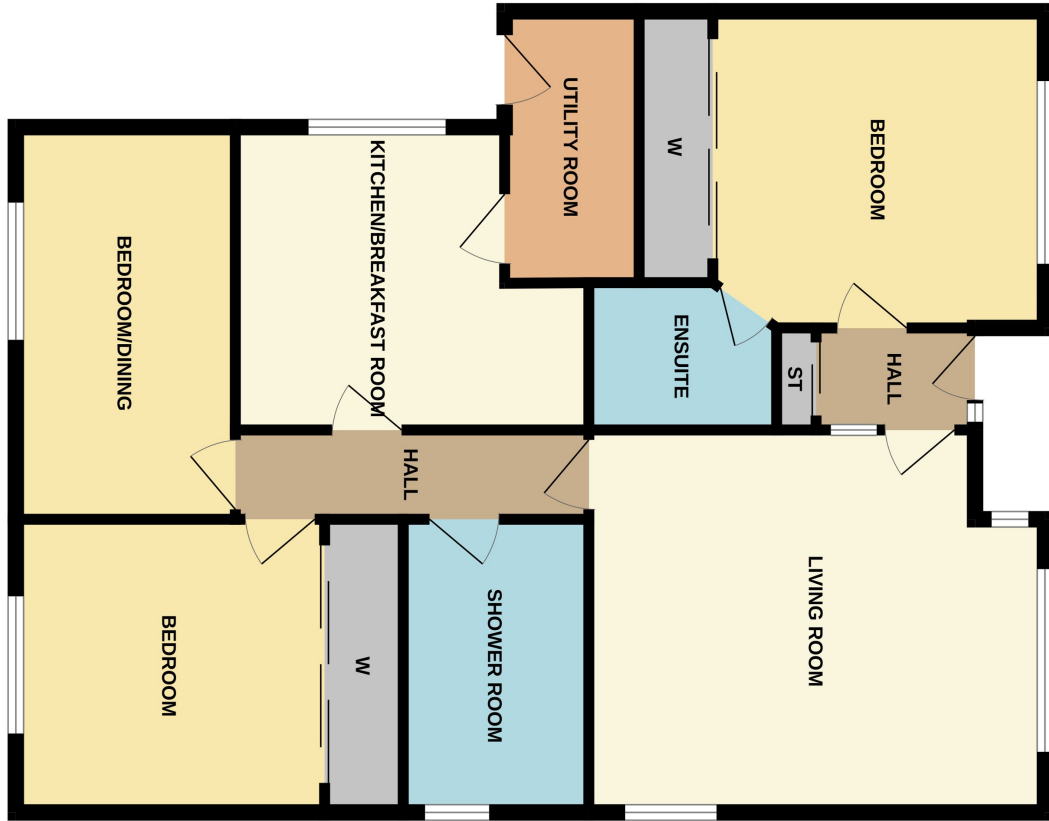 UTILITY ROOM
W
BEDROOM
KITCHEN/BREAKFAST ROOM
BEDROOM/DINING
ENSUITE
ST
HALL
HALL
LIVING ROOM
BEDROOM
W
SHOWER ROOM